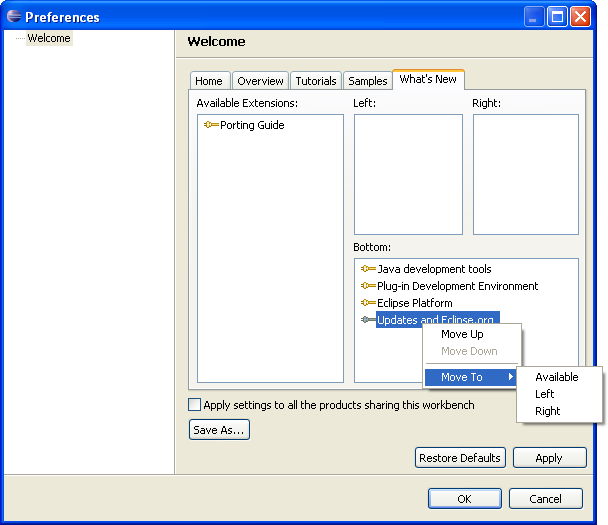 Preferences
Welcome
Welcome
Home Overview Tutorials Samples What's New
Available Extensions: Left: Right:
Porting Guide
Bottom:
Java development tools
Plug-in Development Environment
Eclipse Platform
Updates and Eclipse.org
Move Up
Move Down
Move To
Available
Left
Right
Apply settings to all the products sharing this workbench
Save As...
Restore Defaults Apply
OK Cancel